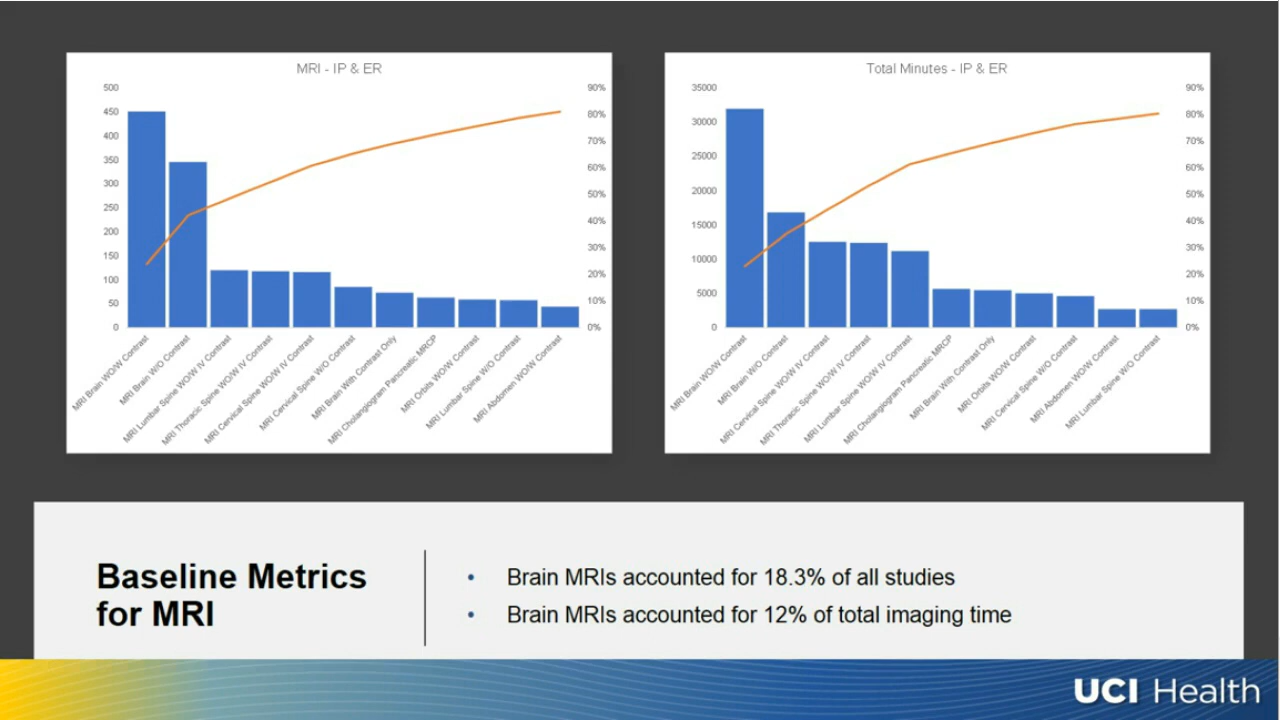 MRI - IP & ER
500
450
400
350
300
250
200
150
100
50
0
90%
80%
70%
60%
50%
40%
30%
20%
10%
0%
MRI Brain WO/W Contrast
MRI Brain W/O Contrast
MRI Lumbar Spine WO/W IV Contrast
MRI Thoracic Spine WO/W IV Contrast
MRI Cervical Spine WO/W IV Contrast
MRI Cervical Spine W/O Contrast
MRI Brain With Contrast Only
MRI Cholangiogram Pancreatic MRCP
MRI Orbits WO/W Contrast
MRI Lumbar Spine W/O Contrast
MRI Abdomen WO/W Contrast
Total Minutes - IP & ER
35000
30000
25000
20000
15000
10000
5000
0
90%
80%
70%
60%
50%
40%
30%
20%
10%
0%
MRI Brain WO/W Contrast
MRI Brain W/O Contrast
MRI Cervical Spine WO/W IV Contrast
MRI Thoracic Spine WO/W IV Contrast
MRI Lumbar Spine WO/W IV Contrast
MRI Cholangiogram Pancreatic MRCP
MRI Brain With Contrast Only
MRI Orbits WO/W Contrast
MRI Cervical Spine W/O Contrast
MRI Abdomen WO/W Contrast
MRI Lumbar Spine W/O Contrast
Baseline Metrics
for MRI
• Brain MRIs accounted for 18.3% of all studies
• Brain MRIs accounted for 12% of total imaging time
UCI Health